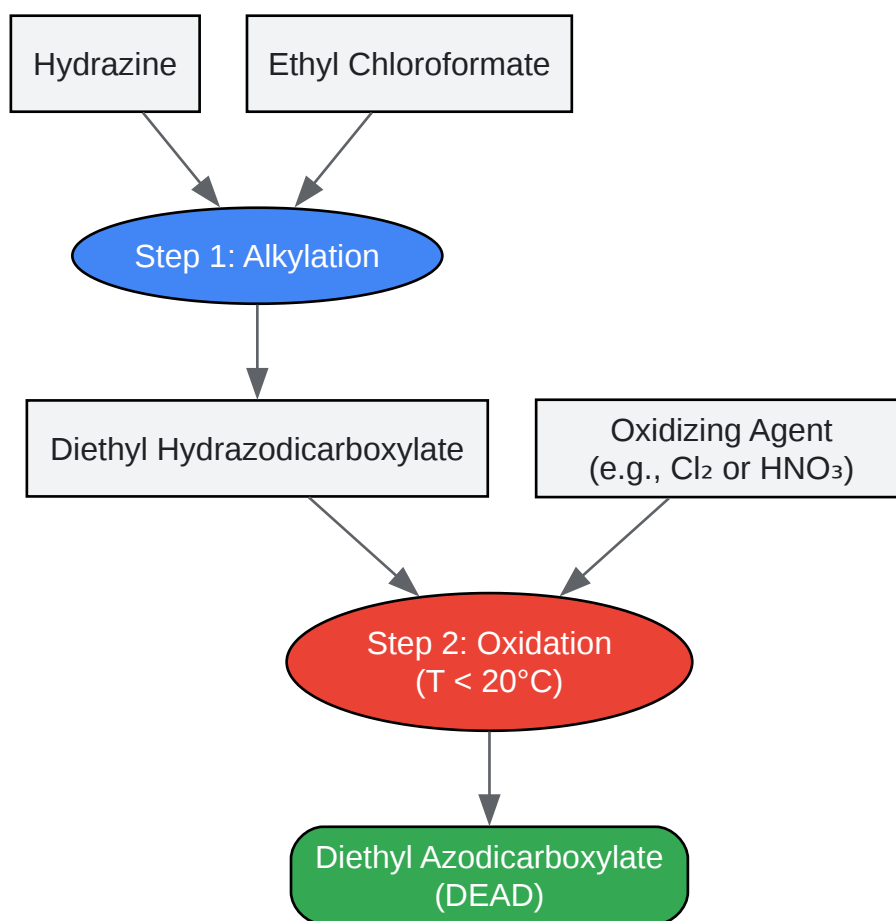 Hydrazine
Ethyl Chloroformate
Step 1: Alkylation
Diethyl Hydrazodicarboxylate
Oxidizing Agent
(e.g., Cl₂ or HNO₃)
Step 2: Oxidation
(T < 20°C)
Diethyl Azodicarboxylate
(DEAD)